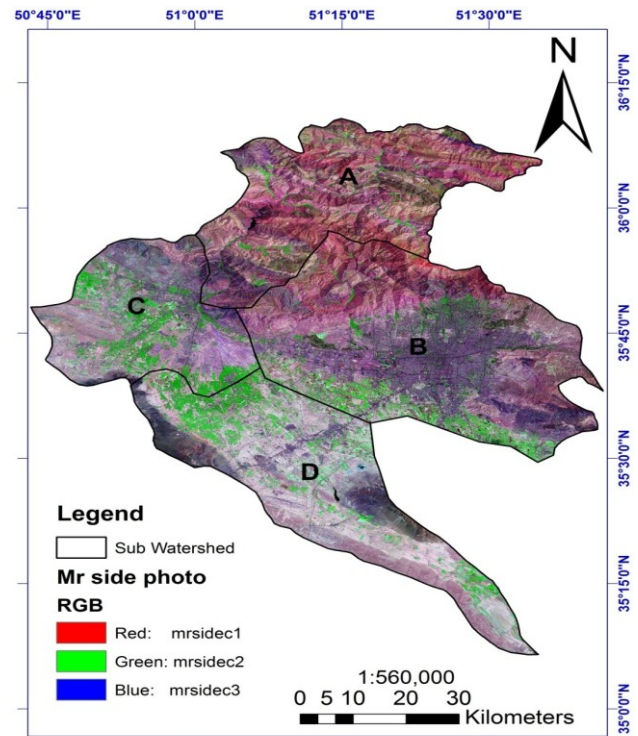 50°45'0"E 51°0'0"E 51°15'0"E 51°30'0"E
N
36°15'0"N
A
36°0'0"N
C
B
35°45'0"N
D
35°30'0"N
Legend
Sub Watershed
Mr side photo
RGB
35°15'0"N
Red: mrsidec1
Green: mrsidec2
Blue: mrsidec3
1:560,000
0 5 10 20 30
Kilometers
35°0'0"N